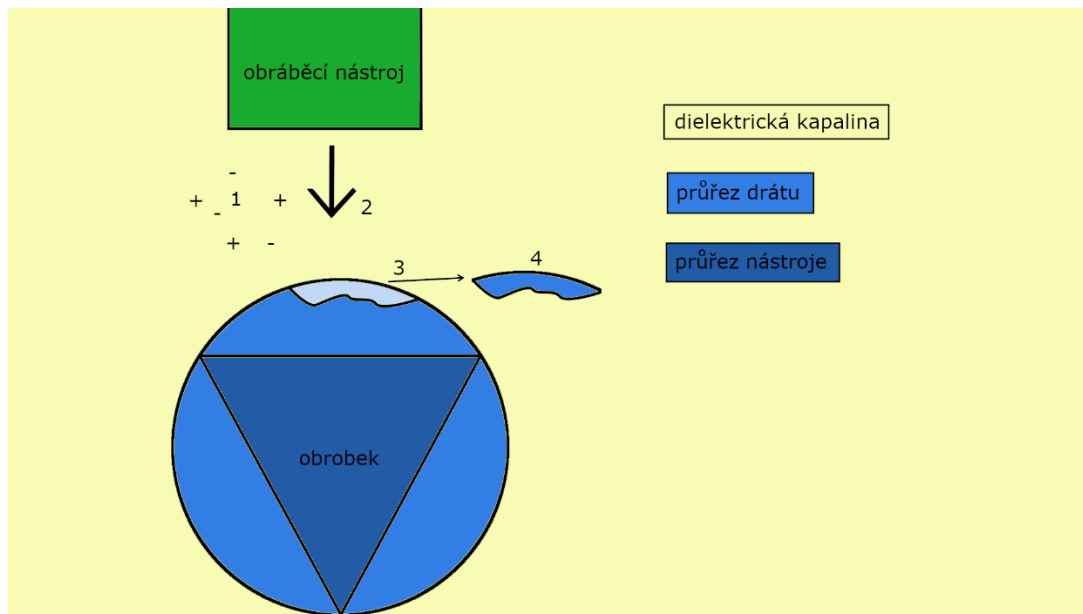 obráběcí nástroj
dielektrická kapalina
průřez drátu
-
+ 1 +
-
2
+ -
průřez nástroje
3
4
obrobek